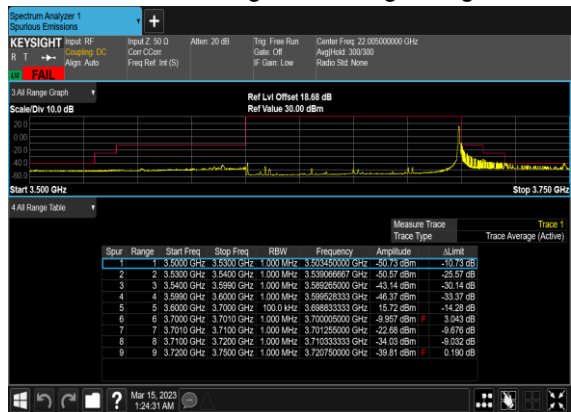 Spectrum Analyzer 1
Spurious Emissions
KEYSIGHT Input: RF Input Z: 50 Ω Atten: 20 dB Trig: Free Run Center Freq: 22.005000000 GHz
R T Coupling: DC Corr CCorr Gate: Off Avg|Hold: 300/300
Align: Auto Freq Ref: Int (S) IF Gain: Low Radio Std: None
LW FAIL
3 All Range Graph
Ref Lvl Offset 18.68 dB
Scale/Div 10.0 dB Ref Value 30.00 dBm
20.0
0.00
-20.0
-40.0
-60.0
Start 3.500 GHz Stop 3.750 GHz
4 All Range Table
Measure Trace Trace 1
Trace Type Trace Average (Active)
Spur Range Start Freq Stop Freq RBW Frequency Amplitude ΔLimit
1 1 3.5000 GHz 3.5300 GHz 1.000 MHz 3.503450000 GHz -50.73 dBm -10.73 dB
2 2 3.5300 GHz 3.5400 GHz 1.000 MHz 3.539066667 GHz -50.57 dBm -25.57 dB
3 3 3.5400 GHz 3.5990 GHz 1.000 MHz 3.589265000 GHz -43.14 dBm -30.14 dB
4 4 3.5990 GHz 3.6000 GHz 1.000 MHz 3.599528333 GHz -46.37 dBm -33.37 dB
5 5 3.6000 GHz 3.7000 GHz 100.0 kHz 3.698833333 GHz 15.72 dBm -14.28 dB
6 6 3.7000 GHz 3.7010 GHz 1.000 MHz 3.700005000 GHz -9.957 dBm F 3.043 dB
7 7 3.7010 GHz 3.7100 GHz 1.000 MHz 3.701255000 GHz -22.68 dBm -9.676 dB
8 8 3.7100 GHz 3.7200 GHz 1.000 MHz 3.710333333 GHz -34.03 dBm -9.032 dB
9 9 3.7200 GHz 3.7500 GHz 1.000 MHz 3.720750000 GHz -39.81 dBm F 0.190 dB
? Mar 15, 2023
1:24:31 AM